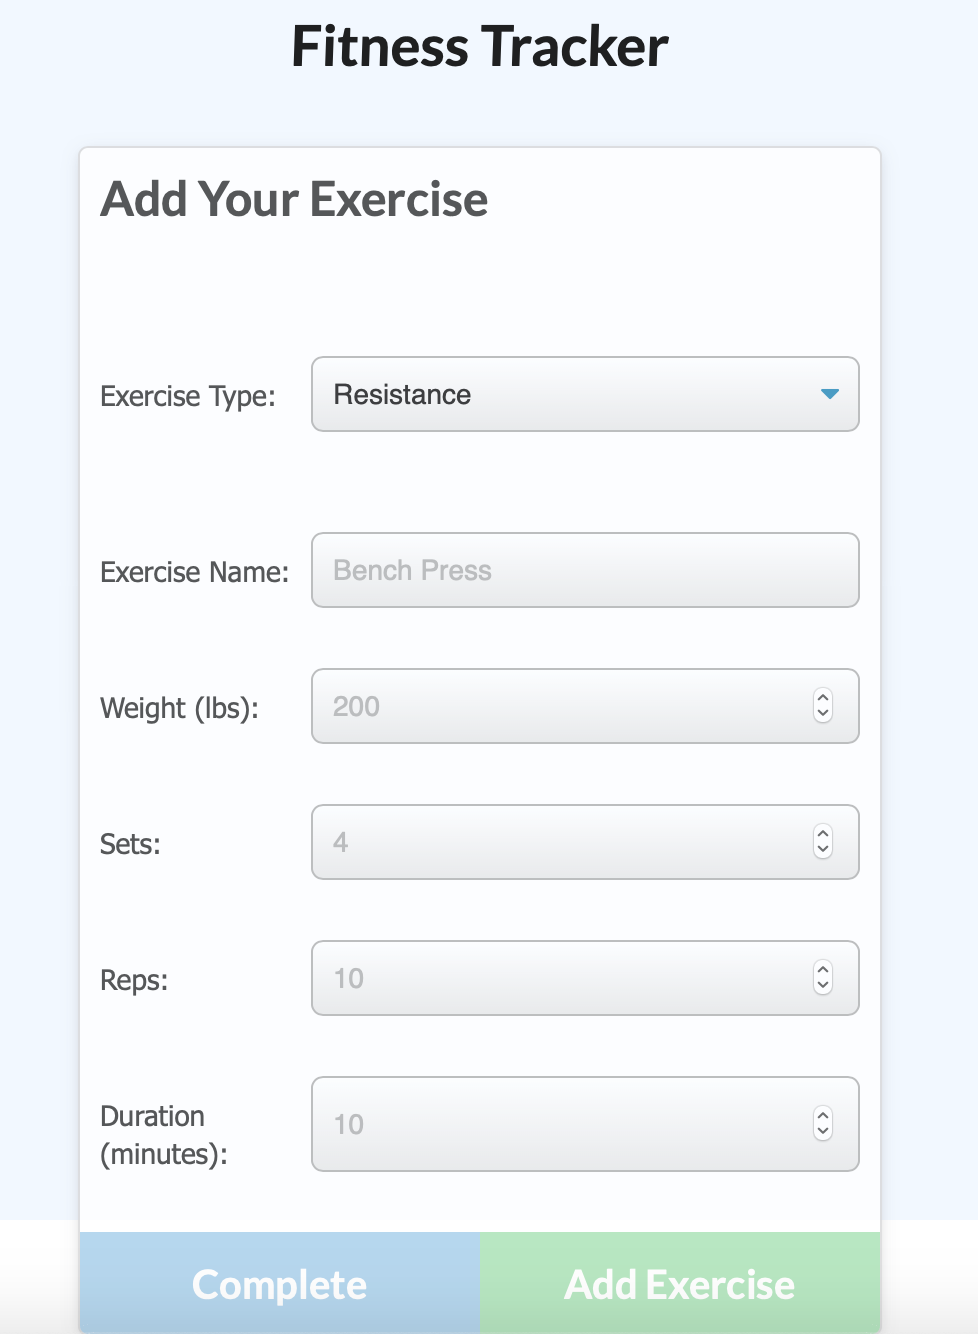 Fitness Tracker
Add Your Exercise
Exercise Type: Resistance
Exercise Name: Bench Press
Weight (lbs): 200
Sets: 4
Reps: 10
Duration
(minutes): 10
Complete Add Exercise